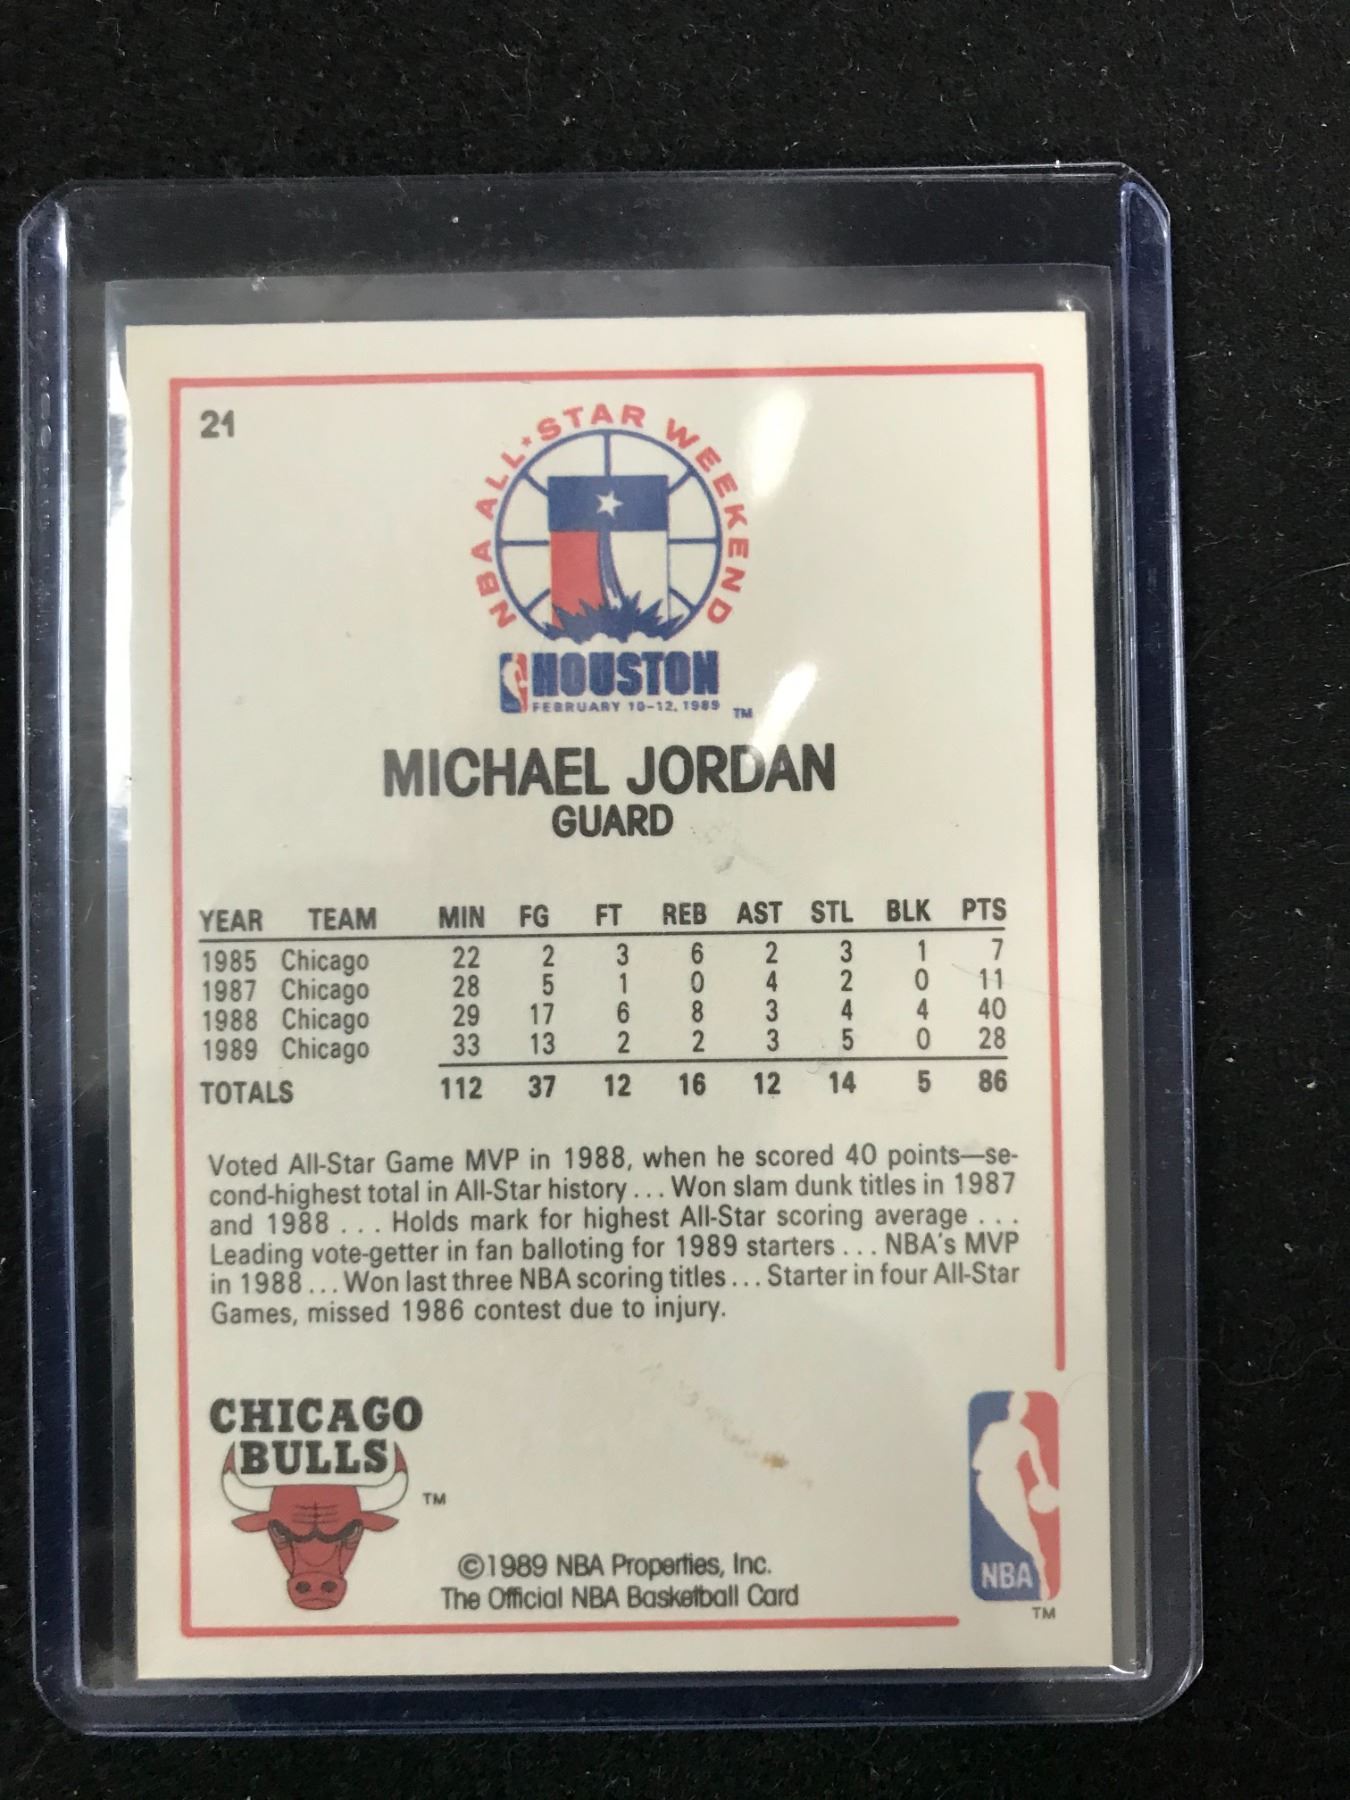 21
NBA ALL★STAR WEEKEND
HOUSTON
FEBRUARY 10-12, 1989 TM
MICHAEL JORDAN
GUARD
YEAR TEAM MIN FG FT REB AST STL BLK PTS
1985 Chicago 22 2 3 6 2 3 1 7
1987 Chicago 28 5 1 0 4 2 0 11
1988 Chicago 29 17 6 8 3 4 4 40
1989 Chicago 33 13 2 2 3 5 0 28
TOTALS 112 37 12 16 12 14 5 86
Voted All-Star Game MVP in 1988, when he scored 40 points—se-
cond-highest total in All-Star history . . . Won slam dunk titles in 1987
and 1988 . . . Holds mark for highest All-Star scoring average . . .
Leading vote-getter in fan balloting for 1989 starters . . . NBA's MVP
in 1988 . . . Won last three NBA scoring titles . . . Starter in four All-Star
Games, missed 1986 contest due to injury.
CHICAGO
BULLS
TM
©1989 NBA Properties, Inc.
The Official NBA Basketball Card
NBA
TM